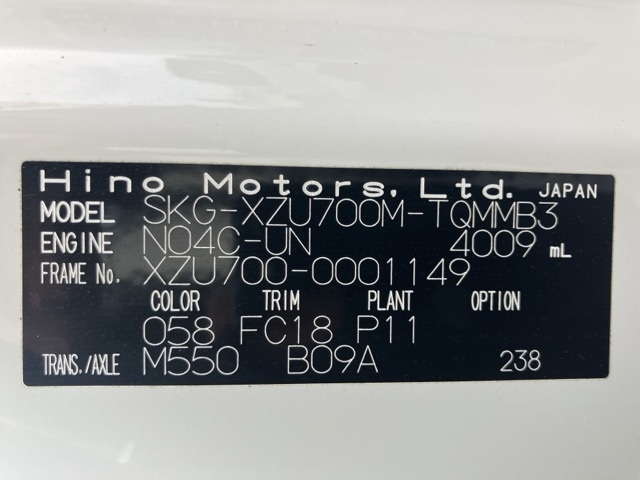 Hino Motors, Ltd. JAPAN
MODEL SKG-XZU700M-TQMMB3
ENGINE N04C-UN 4009 mL
FRAME No. XZU700-0001149
COLOR TRIM PLANT OPTION
058 FC18 P11
TRANS./AXLE M550 B09A 238